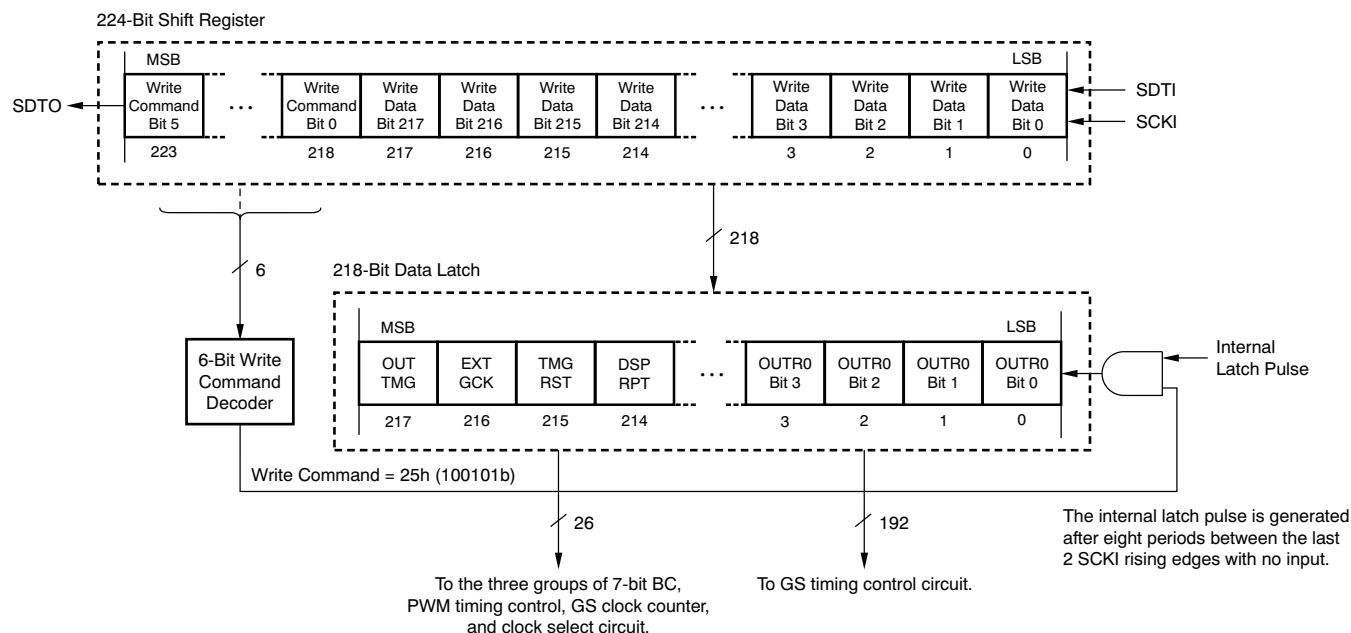 224-Bit Shift Register
MSB
LSB
SDTO
Write Command Bit 5
...
Write Command Bit 0
Write Data Bit 217
Write Data Bit 216
Write Data Bit 215
Write Data Bit 214
...
Write Data Bit 3
Write Data Bit 2
Write Data Bit 1
Write Data Bit 0
SDTI
SCKI
223
218
217
216
215
214
3
2
1
0
218
6
218-Bit Data Latch
MSB
LSB
6-Bit Write
Command
Decoder
OUT TMG
EXT GCK
TMG RST
DSP RPT
...
OUTR0 Bit 3
OUTR0 Bit 2
OUTR0 Bit 1
OUTR0 Bit 0
Internal
Latch Pulse
217
216
215
214
3
2
1
0
Write Command = 25h (100101b)
26
192
The internal latch pulse is generated
after eight periods between the last
2 SCKI rising edges with no input.
To the three groups of 7-bit BC,
PWM timing control, GS clock counter,
and clock select circuit.
To GS timing control circuit.